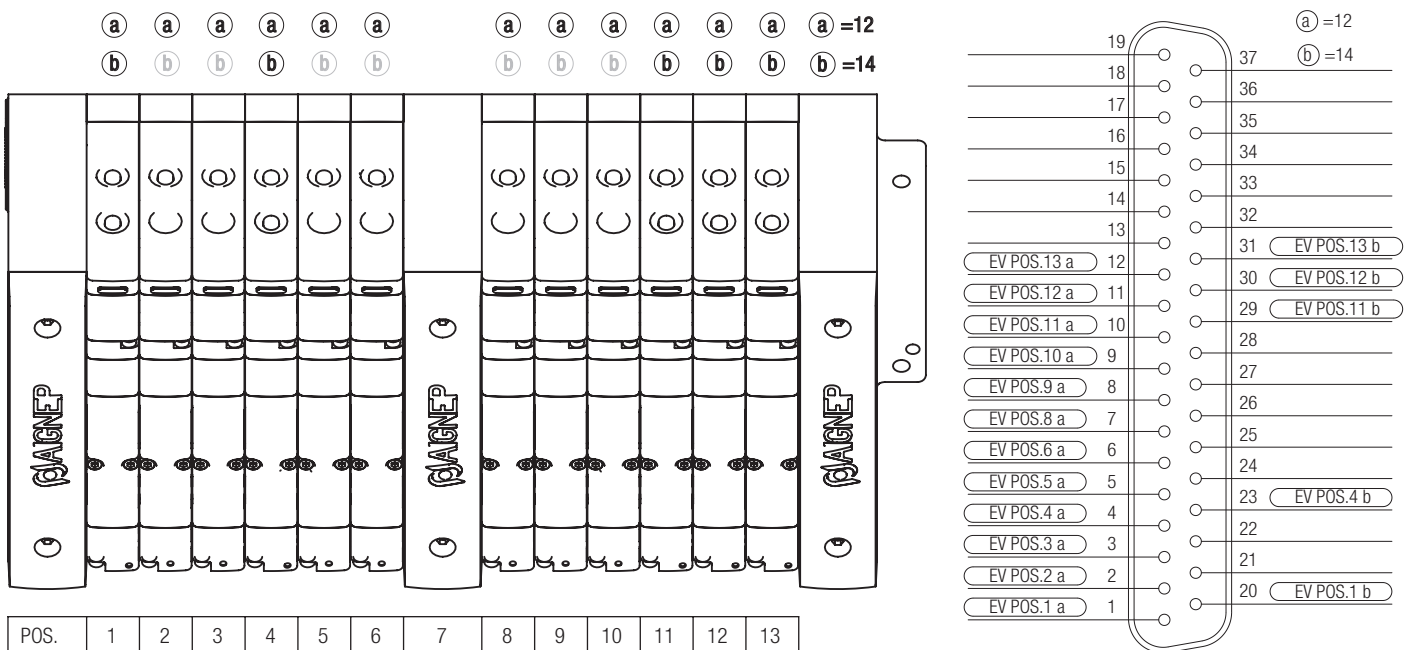 a a a a a a a a a a a a a =12
b b b b b b b b b b b b b =14
AIGNEP AIGNEP AIGNEP
POS. 1 2 3 4 5 6 7 8 9 10 11 12 13
a =12
b =14
19
18
17
16
15
14
13
EV POS.13 a 12
EV POS.12 a 11
EV POS.11 a 10
EV POS.10 a 9
EV POS.9 a 8
EV POS.8 a 7
EV POS.6 a 6
EV POS.5 a 5
EV POS.4 a 4
EV POS.3 a 3
EV POS.2 a 2
EV POS.1 a 1
37
36
35
34
33
32
31 EV POS.13 b
30 EV POS.12 b
29 EV POS.11 b
28
27
26
25
24
23 EV POS.4 b
22
21
20 EV POS.1 b